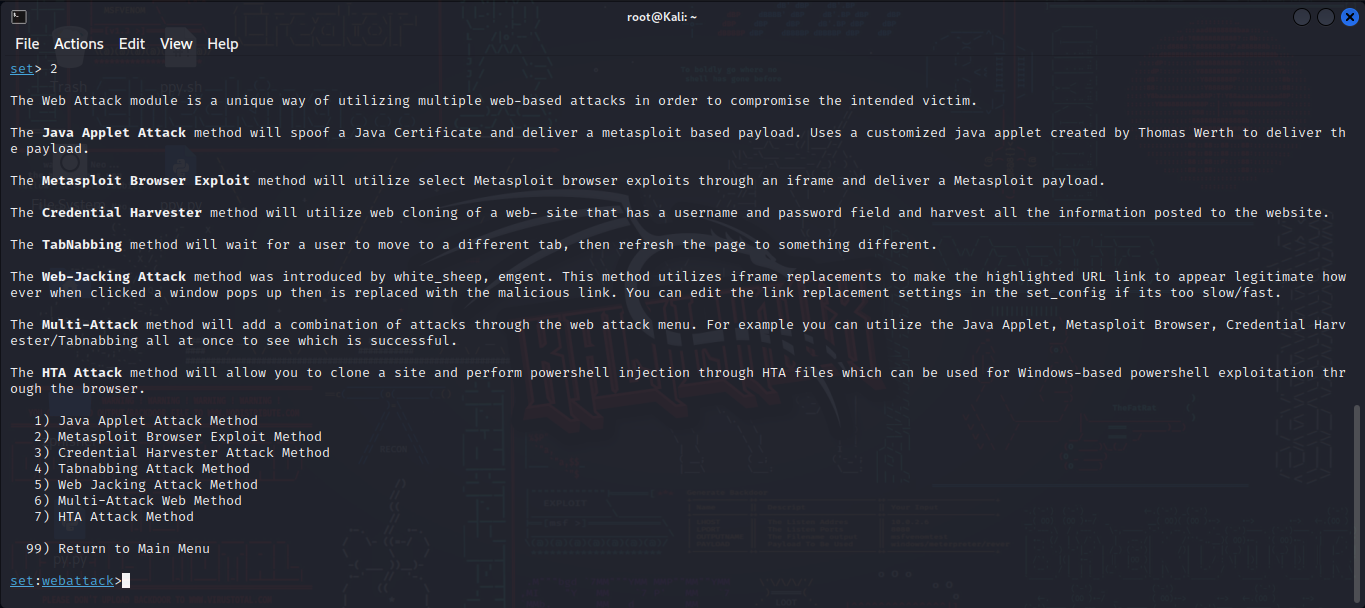 root@Kali: ~
File Actions Edit View Help
set> 2
The Web Attack module is a unique way of utilizing multiple web-based attacks in order to compromise the intended victim.
The Java Applet Attack method will spoof a Java Certificate and deliver a metasploit based payload. Uses a customized java applet created by Thomas Werth to deliver th
e payload.
The Metasploit Browser Exploit method will utilize select Metasploit browser exploits through an iframe and deliver a Metasploit payload.
The Credential Harvester method will utilize web cloning of a web- site that has a username and password field and harvest all the information posted to the website.
The TabNabbing method will wait for a user to move to a different tab, then refresh the page to something different.
The Web-Jacking Attack method was introduced by white_sheep, emgent. This method utilizes iframe replacements to make the highlighted URL link to appear legitimate how
ever when clicked a window pops up then is replaced with the malicious link. You can edit the link replacement settings in the set_config if its too slow/fast.
The Multi-Attack method will add a combination of attacks through the web attack menu. For example you can utilize the Java Applet, Metasploit Browser, Credential Harv
ester/Tabnabbing all at once to see which is successful.
The HTA Attack method will allow you to clone a site and perform powershell injection through HTA files which can be used for Windows-based powershell exploitation thr
ough the browser.
1) Java Applet Attack Method
2) Metasploit Browser Exploit Method
3) Credential Harvester Attack Method
4) Tabnabbing Attack Method
5) Web Jacking Attack Method
6) Multi-Attack Web Method
7) HTA Attack Method
99) Return to Main Menu
set:webattack>